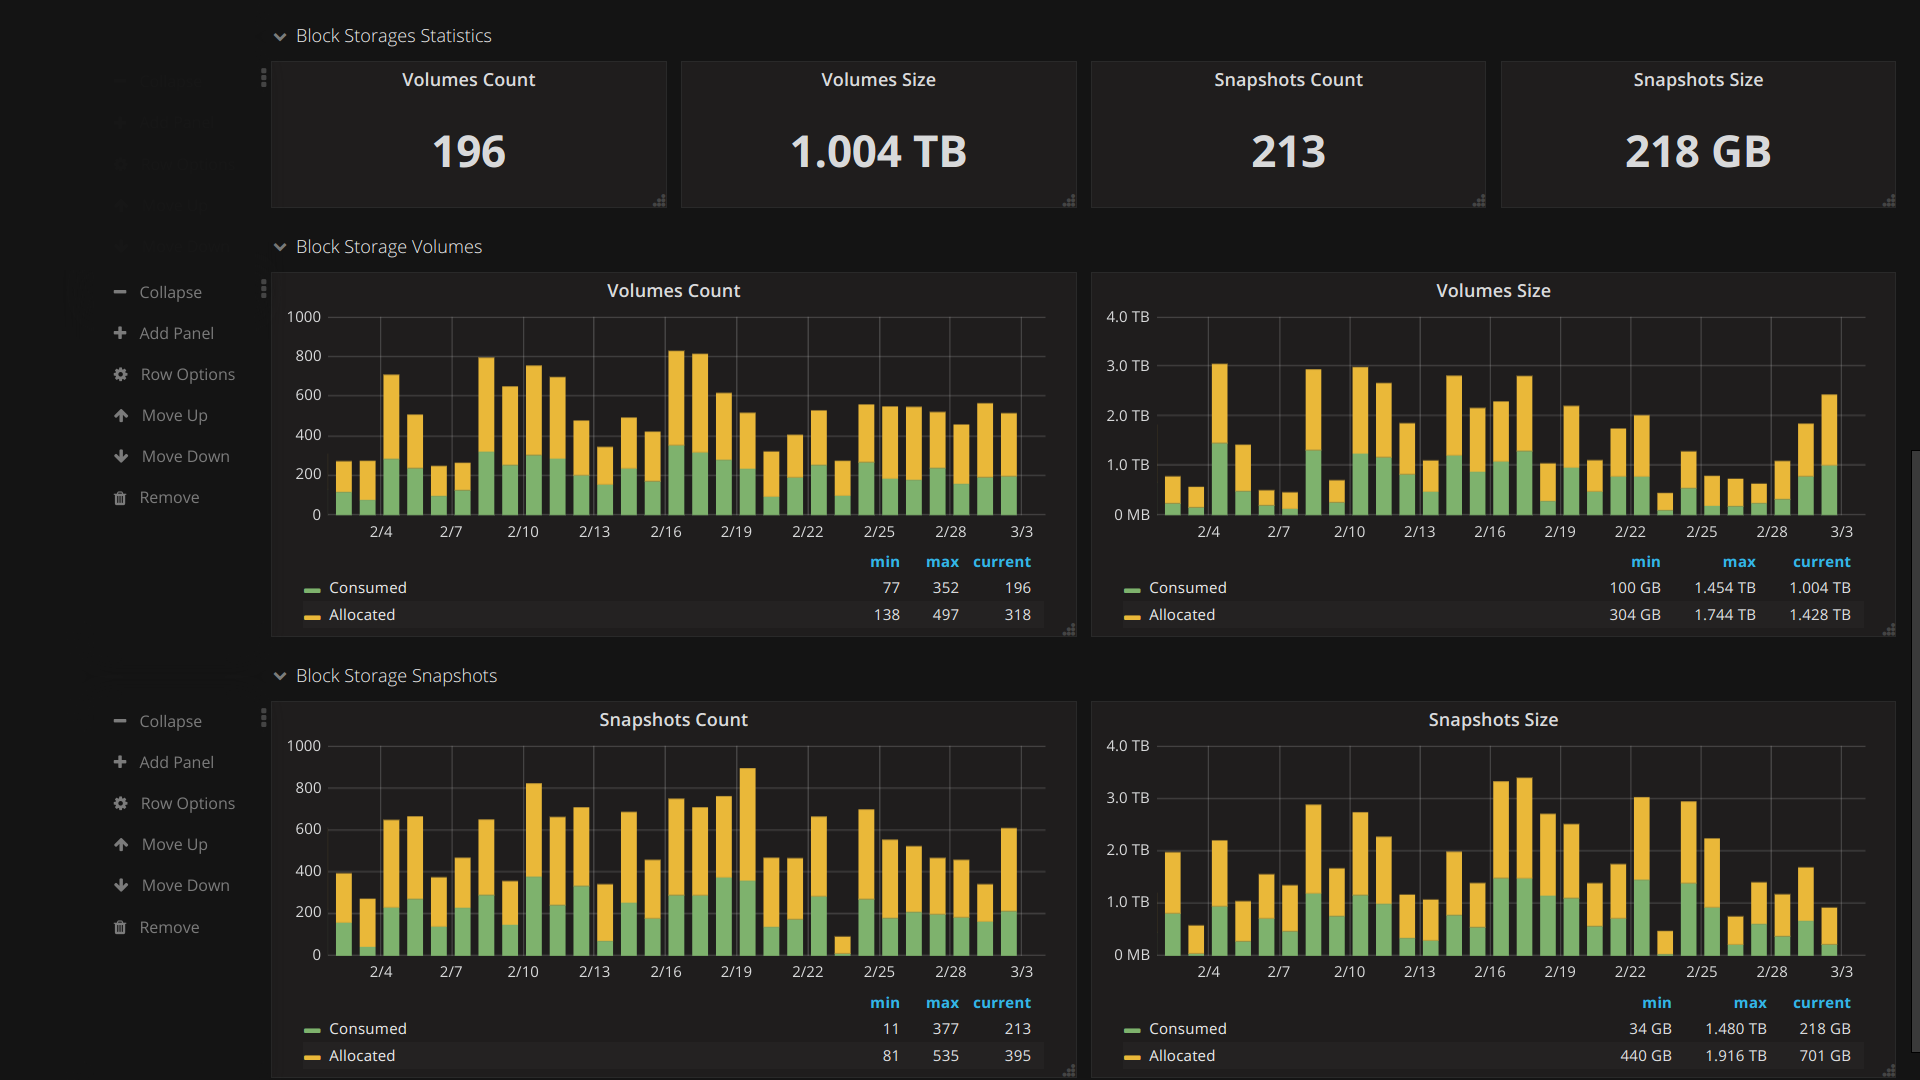 Block Storages Statistics
Volumes Count
196
Volumes Size
1.004 TB
Snapshots Count
213
Snapshots Size
218 GB
Block Storage Volumes
Collapse
Add Panel
Row Options
Move Up
Move Down
Remove
Volumes Count
1000
800
600
400
200
0
2/4 2/7 2/10 2/13 2/16 2/19 2/22 2/25 2/28 3/3
min max current
Consumed 77 352 196
Allocated 138 497 318
Volumes Size
4.0 TB
3.0 TB
2.0 TB
1.0 TB
0 MB
2/4 2/7 2/10 2/13 2/16 2/19 2/22 2/25 2/28 3/3
min max current
Consumed 100 GB 1.454 TB 1.004 TB
Allocated 304 GB 1.744 TB 1.428 TB
Block Storage Snapshots
Collapse
Add Panel
Row Options
Move Up
Move Down
Remove
Snapshots Count
1000
800
600
400
200
0
2/4 2/7 2/10 2/13 2/16 2/19 2/22 2/25 2/28 3/3
min max current
Consumed 11 377 213
Allocated 81 535 395
Snapshots Size
4.0 TB
3.0 TB
2.0 TB
1.0 TB
0 MB
2/4 2/7 2/10 2/13 2/16 2/19 2/22 2/25 2/28 3/3
min max current
Consumed 34 GB 1.480 TB 218 GB
Allocated 440 GB 1.916 TB 701 GB